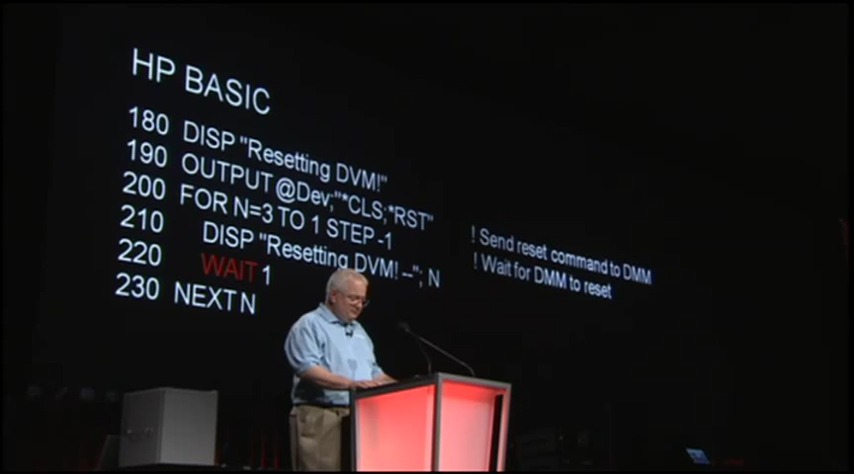 HP BASIC
180 DISP "Resetting DVM!"
190 OUTPUT @Dev;"*CLS;*RST" ! Send reset command to DMM
200 FOR N=3 TO 1 STEP -1 ! Wait for DMM to reset
210 DISP "Resetting DVM! --"; N
220 WAIT 1
230 NEXT N